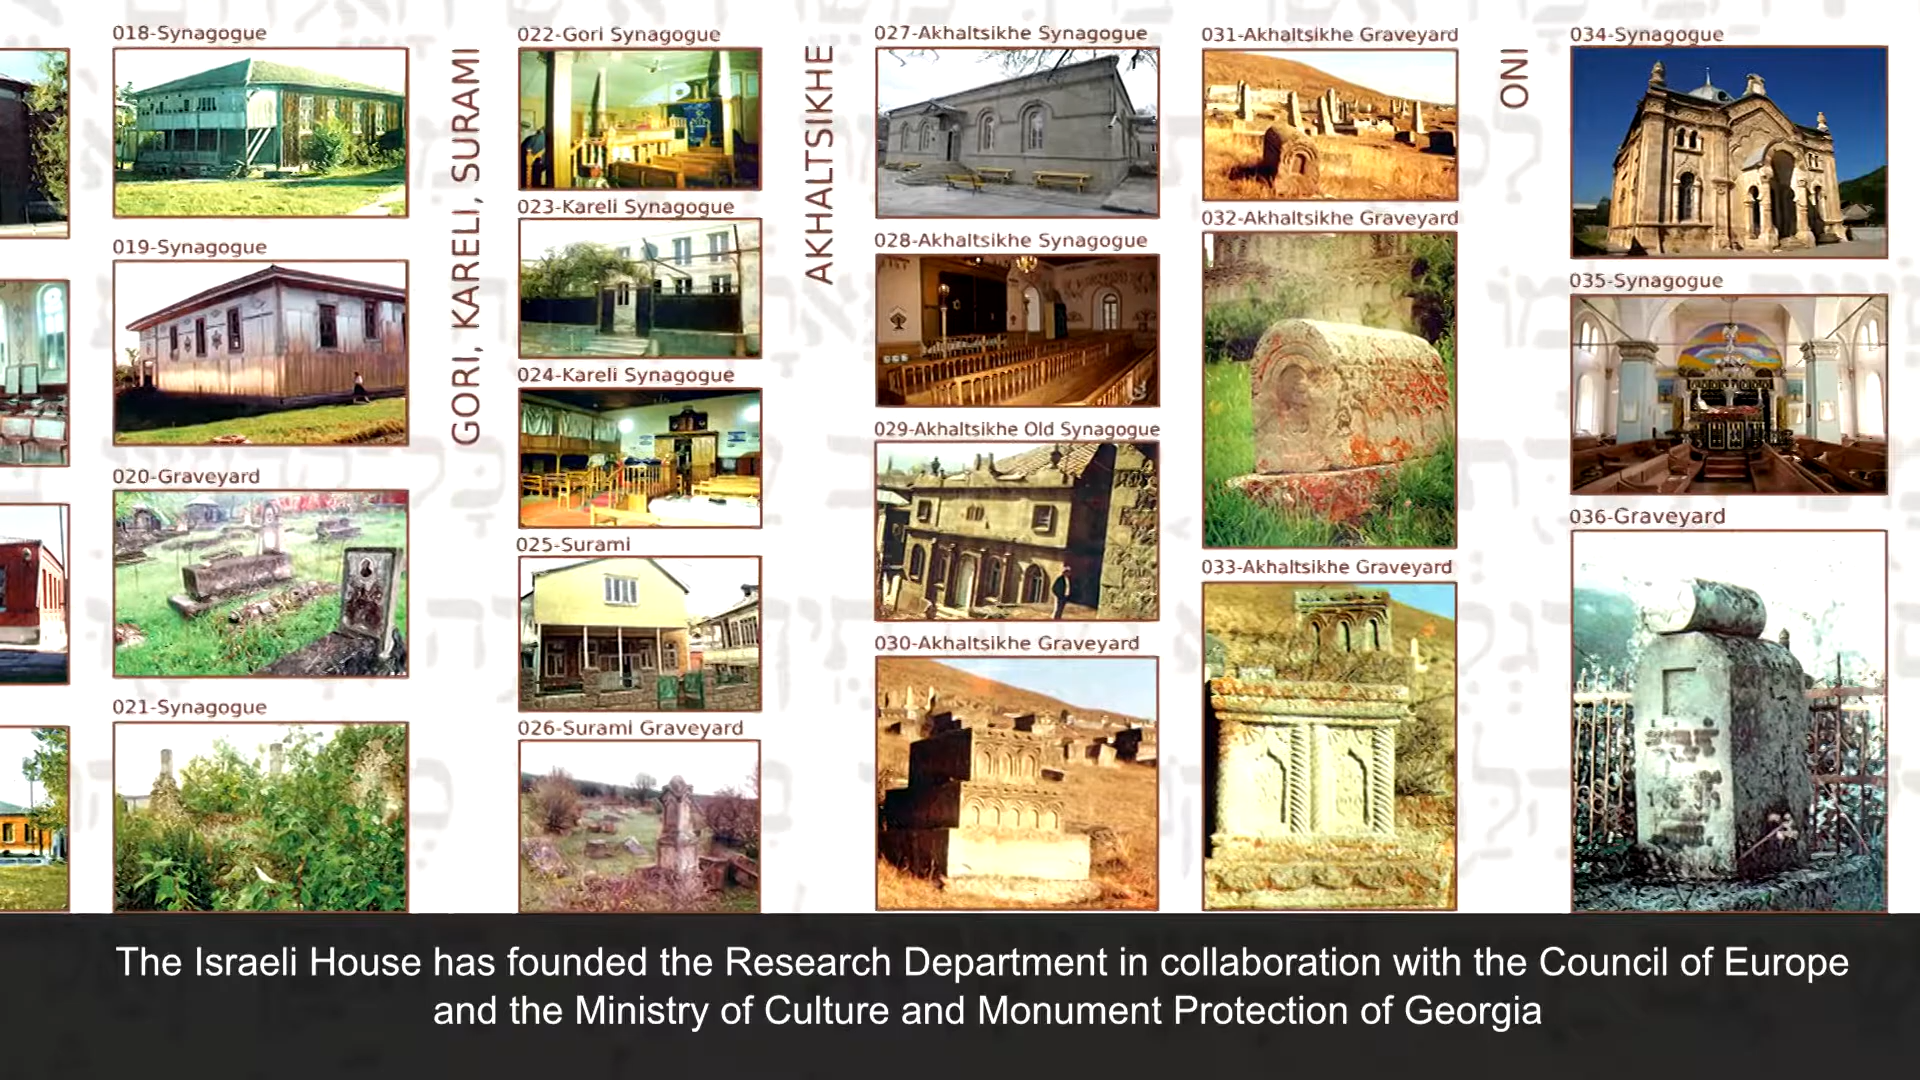 018-Synagogue
019-Synagogue
020-Graveyard
021-Synagogue
GORI, KARELI, SURAMI
022-Gori Synagogue
023-Kareli Synagogue
024-Kareli Synagogue
025-Surami
026-Surami Graveyard
AKHALTSIKHE
027-Akhaltsikhe Synagogue
028-Akhaltsikhe Synagogue
029-Akhaltsikhe Old Synagogue
030-Akhaltsikhe Graveyard
031-Akhaltsikhe Graveyard
032-Akhaltsikhe Graveyard
033-Akhaltsikhe Graveyard
ONI
034-Synagogue
035-Synagogue
036-Graveyard
The Israeli House has founded the Research Department in collaboration with the Council of Europe
and the Ministry of Culture and Monument Protection of Georgia